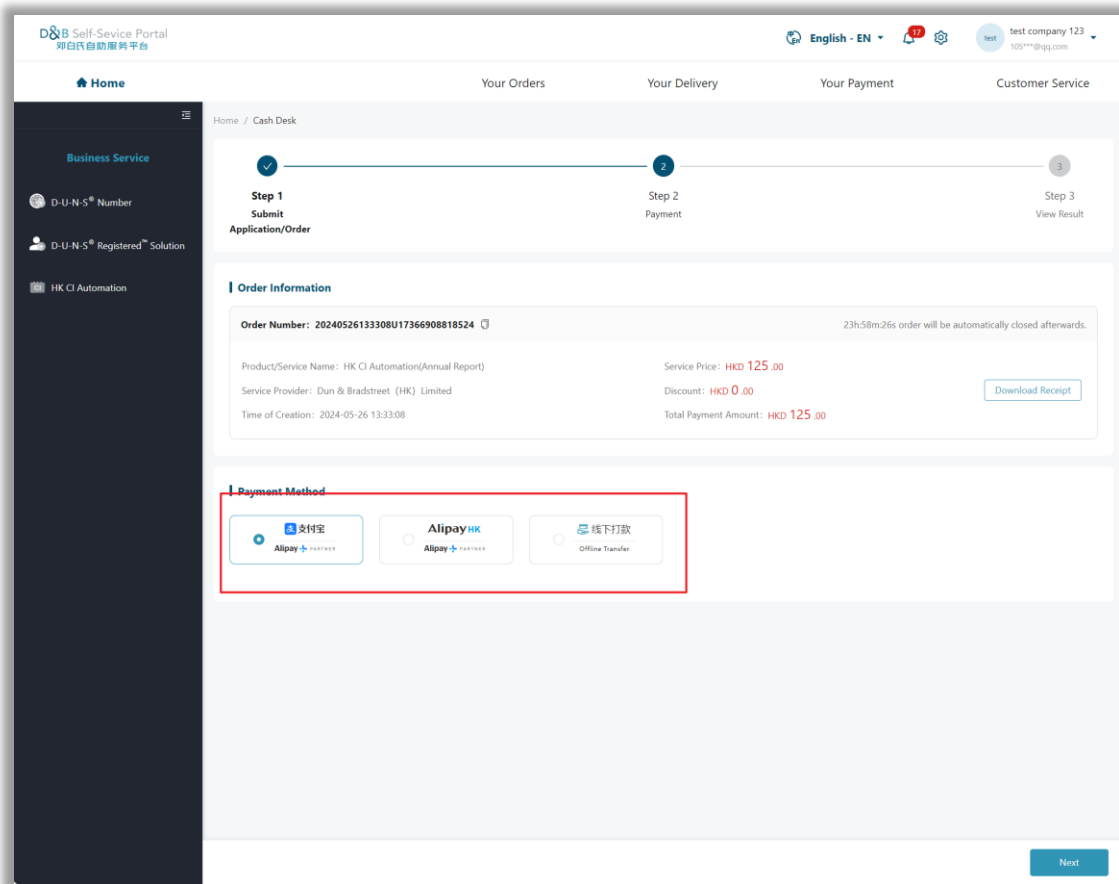 D&B Self-Sevice Portal
邓白氏自助服务平台
English - EN
17
test
test company 123
105***@qq.com
Home
Your Orders
Your Delivery
Your Payment
Customer Service
Home / Cash Desk
Business Service
D-U-N-S® Number
D-U-N-S® Registered™ Solution
HK CI Automation
2
3
Step 1
Submit
Application/Order
Step 2
Payment
Step 3
View Result
Order Information
Order Number: 20240526133308U17366908818524
23h:58m:26s order will be automatically closed afterwards.
Product/Service Name: HK CI Automation(Annual Report)
Service Price: HKD 125 .00
Service Provider: Dun & Bradstreet (HK) Limited
Discount: HKD 0 .00
Download Receipt
Time of Creation: 2024-05-26 13:33:08
Total Payment Amount: HKD 125 .00
Payment Method
支付宝
Alipay+ PARTNER
AlipayHK
Alipay+ PARTNER
线下打款
Offline Transfer
Next